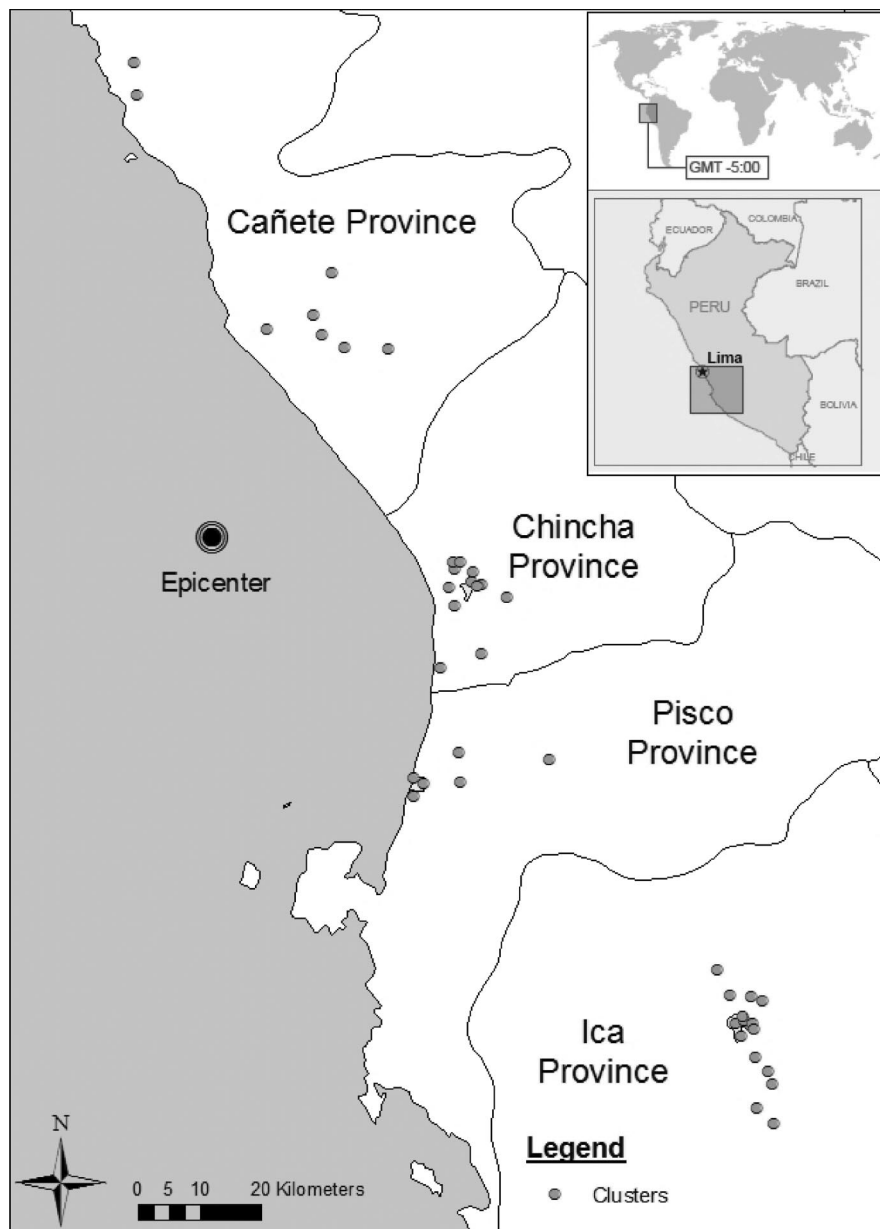 GMT -5:00
ECUADOR
COLOMBIA
BRAZIL
PERU
Lima
BOLIVIA
CHILE
Cañete Province
Chincha
Province
Epicenter
Pisco
Province
Ica
Province
Legend
Clusters
N
0 5 10 20 Kilometers